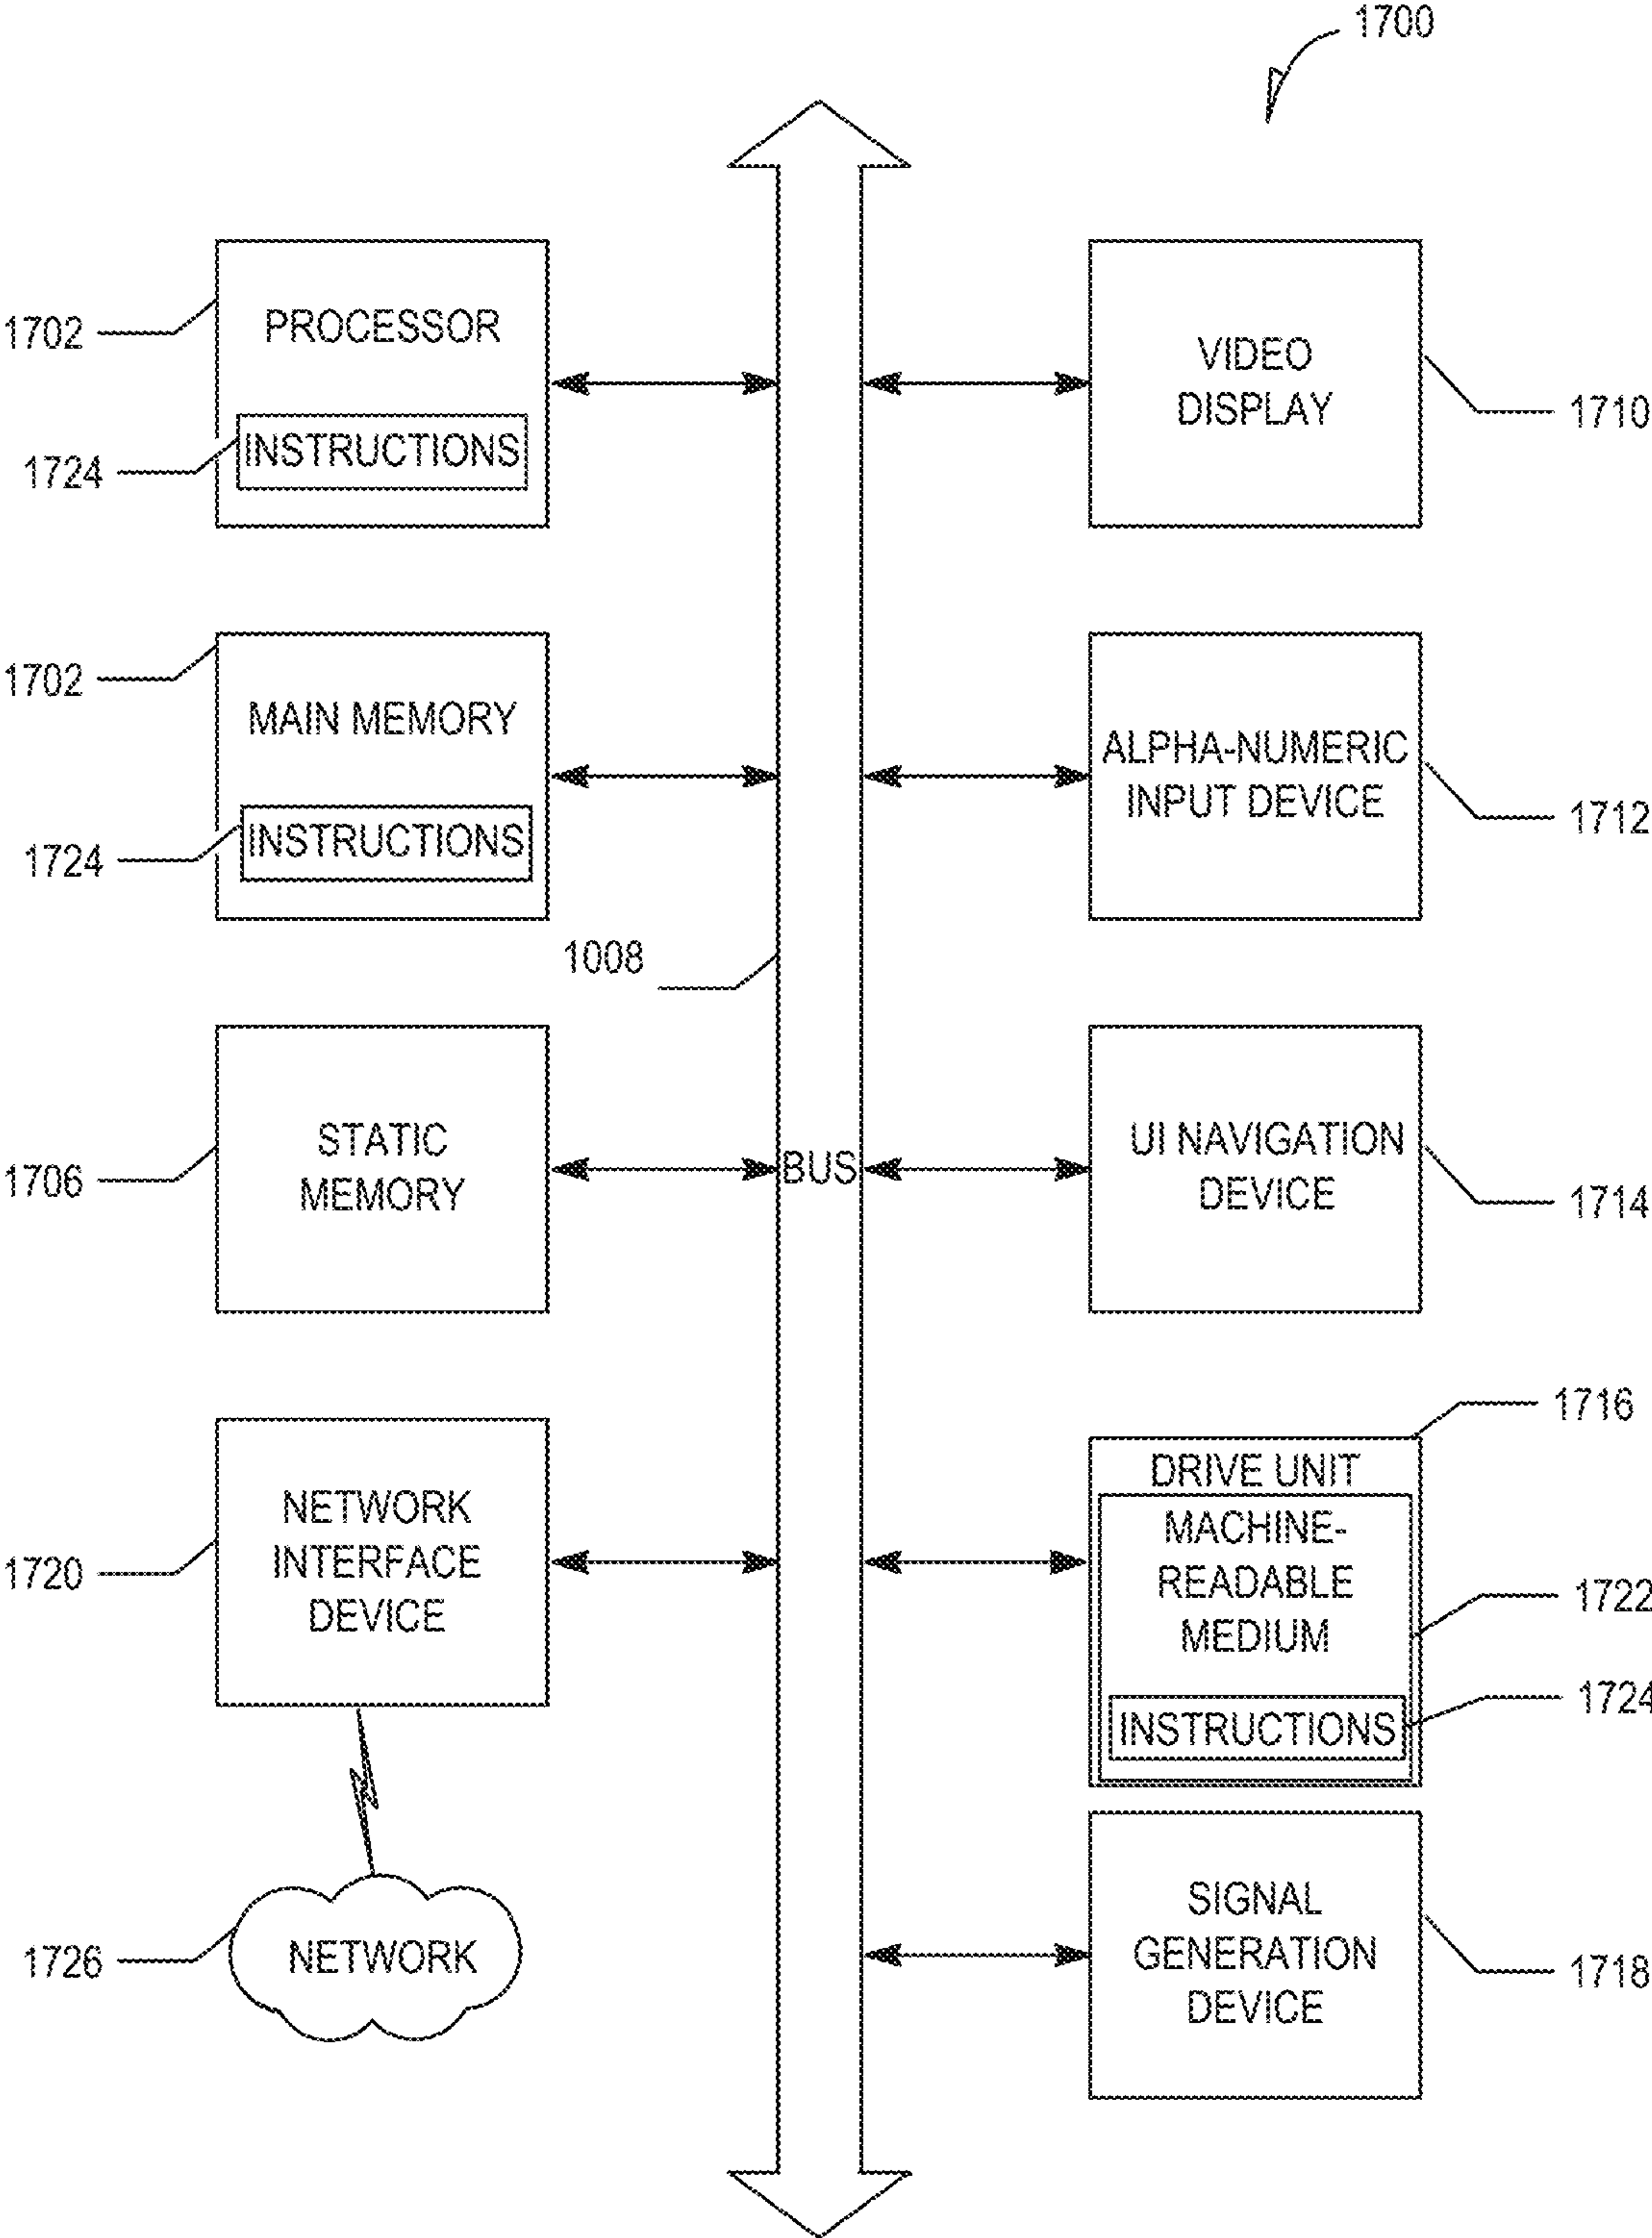 1700
1702
PROCESSOR
1724
INSTRUCTIONS
VIDEO
DISPLAY
1710
1702
MAIN MEMORY
1724
INSTRUCTIONS
ALPHA-NUMERIC
INPUT DEVICE
1712
1008
1706
STATIC
MEMORY
BUS
UI NAVIGATION
DEVICE
1714
1720
NETWORK
INTERFACE
DEVICE
1716
DRIVE UNIT
MACHINE-
READABLE
MEDIUM
1722
INSTRUCTIONS
1724
1726
NETWORK
SIGNAL
GENERATION
DEVICE
1718